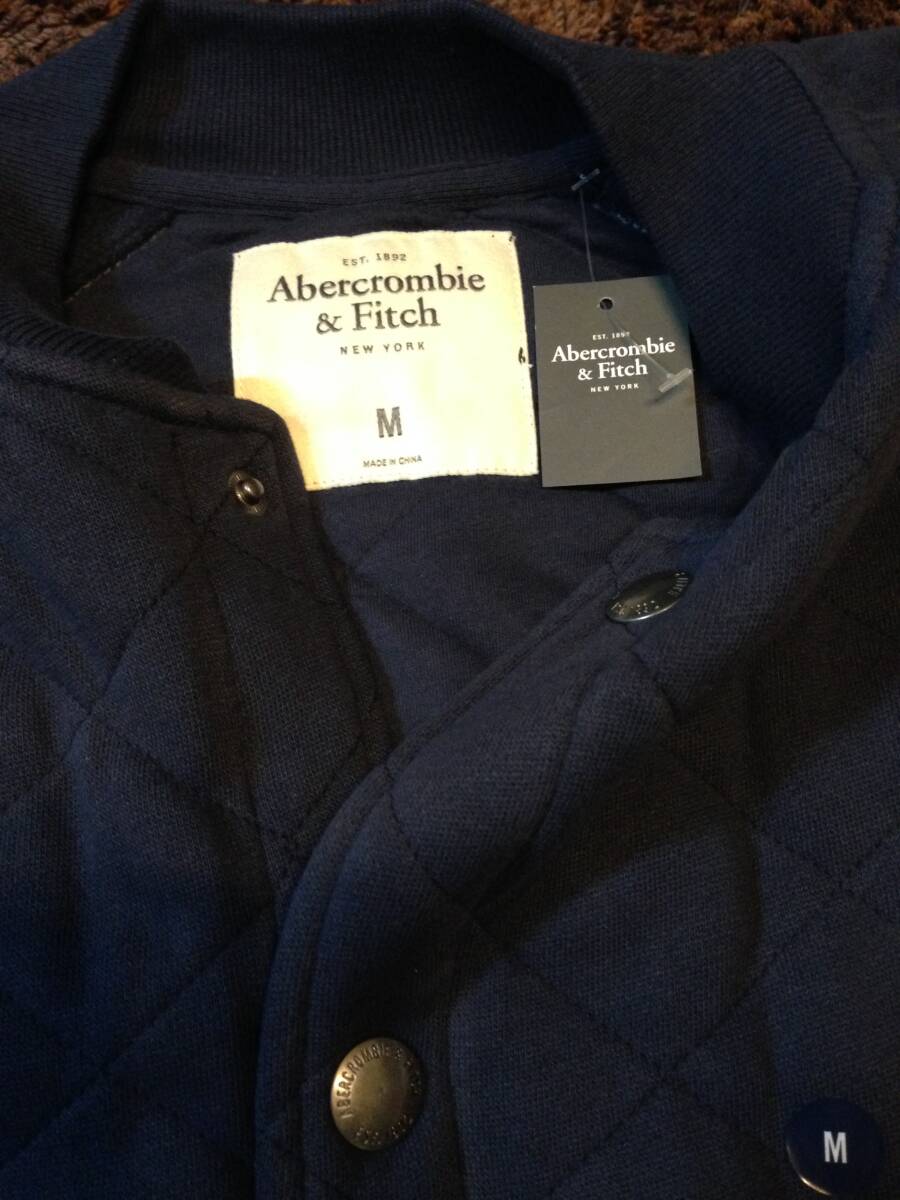 EST. 1892
Abercrombie
& Fitch
NEW YORK
M
MADE IN CHINA
EST. 1892
Abercrombie
& Fitch
NEW YORK
ABERCROMBIE &
M